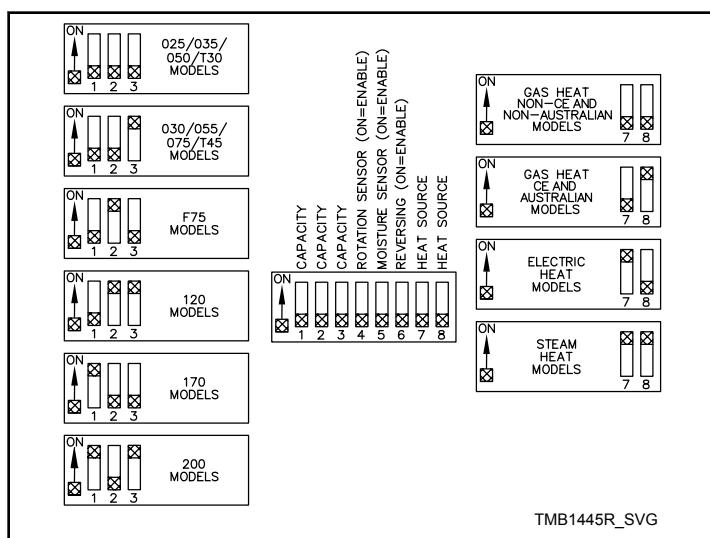 ON
025/035/
050/T30
MODELS
1 2 3
ON
030/055/
075/T45
MODELS
1 2 3
ON
F75
MODELS
1 2 3
ON
120
MODELS
1 2 3
ON
170
MODELS
1 2 3
ON
200
MODELS
1 2 3
CAPACITY
CAPACITY
CAPACITY
ROTATION SENSOR (ON=ENABLE)
MOISTURE SENSOR (ON=ENABLE)
REVERSING (ON=ENABLE)
HEAT SOURCE
HEAT SOURCE
ON
1 2 3 4 5 6 7 8
ON
GAS HEAT
NON-CE AND
NON-AUSTRALIAN
MODELS
7 8
ON
GAS HEAT
CE AND
AUSTRALIAN
MODELS
7 8
ON
ELECTRIC
HEAT
MODELS
7 8
ON
STEAM
HEAT
MODELS
7 8
TMB1445R_SVG